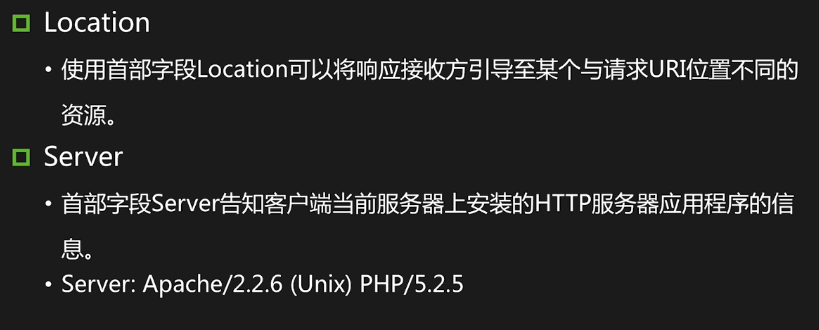 Location
• 使用首部字段Location可以将响应接收方引导至某个与请求URI位置不同的
资源。
Server
• 首部字段Server告知客户端当前服务器上安装的HTTP服务器应用程序的信
息。
• Server: Apache/2.2.6 (Unix) PHP/5.2.5